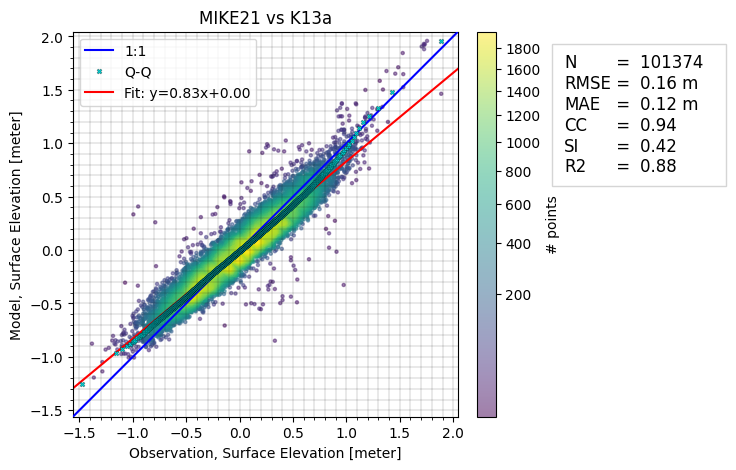 MIKE21 vs K13a
1:1
Q-Q
Fit: y=0.83x+0.00
Model, Surface Elevation [meter]
2.0
1.5
1.0
0.5
0.0
−0.5
−1.0
−1.5
−1.5 −1.0 −0.5 0.0 0.5 1.0 1.5 2.0
Observation, Surface Elevation [meter]
1800
1600
1400
1200
1000
800
600
400
200
# points
N = 101374
RMSE = 0.16 m
MAE = 0.12 m
CC = 0.94
SI = 0.42
R2 = 0.88